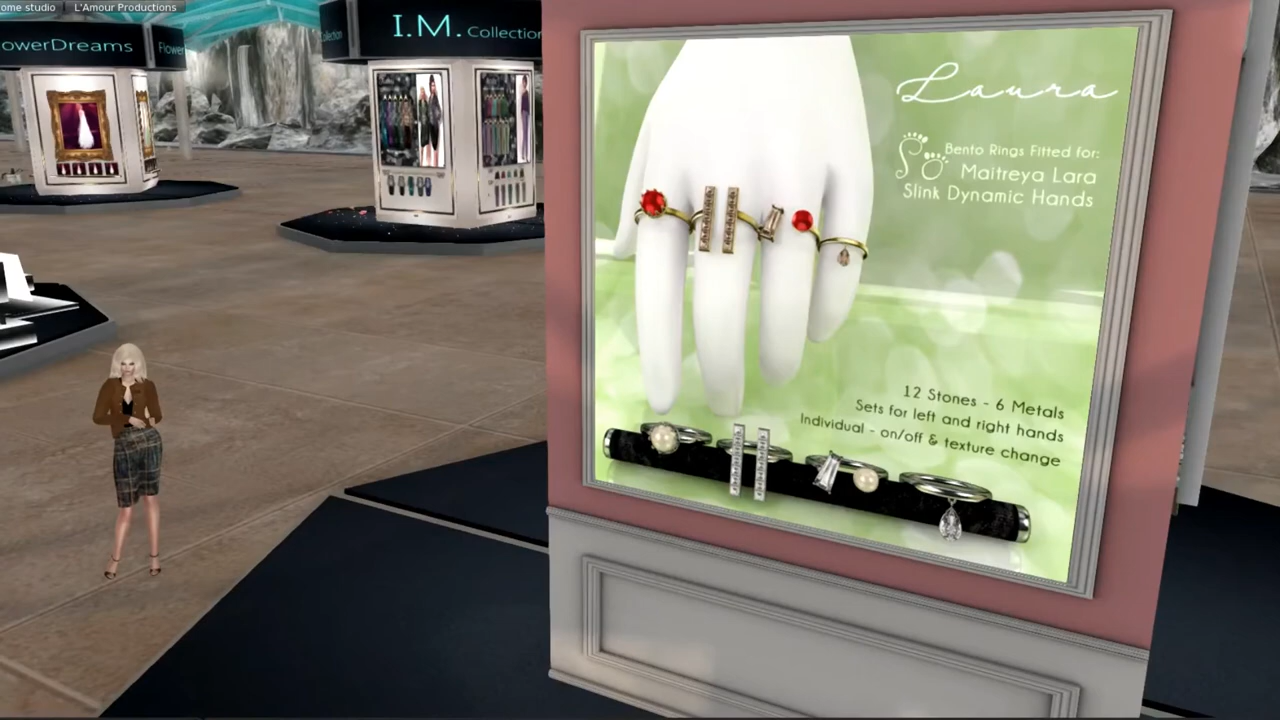 ome studio
L'Amour Productions
owerDreams
Flower
Collection
I.M. Collection
Laura
Bento Rings Fitted for:
Maitreya Lara
Slink Dynamic Hands
12 Stones - 6 Metals
Sets for left and right hands
Individual - on/off & texture change